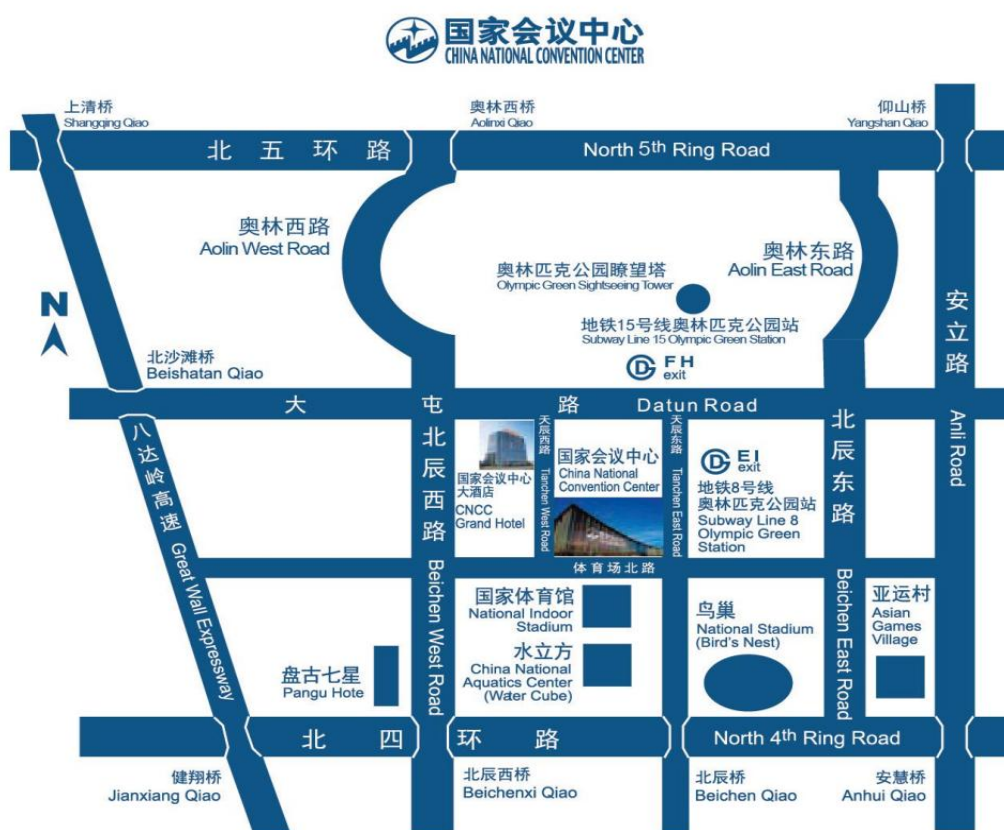 国家会议中心
CHINA NATIONAL CONVENTION CENTER
上清桥
Shangqing Qiao
奥林西桥
Aolinxi Qiao
仰山桥
Yangshan Qiao
北五环路
North 5th Ring Road
奥林西路
Aolin West Road
奥林东路
Aolin East Road
奥林匹克公园瞭望塔
Olympic Green Sightseeing Tower
N
安立路
Anli Road
地铁15号线奥林匹克公园站
Subway Line 15 Olympic Green Station
F H
exit
北沙滩桥
Beishatan Qiao
大屯路
Datun Road
八达岭高速
Great Wall Expressway
北辰西路
Beichen West Road
国家会议中心
大酒店
CNCC
Grand Hotel
天辰西路
Tianchen West Road
国家会议中心
China National
Convention Center
天辰东路
Tianchen East Road
E I
exit
地铁8号线
奥林匹克公园站
Subway Line 8
Olympic Green
Station
北辰东路
Beichen East Road
体育场北路
国家体育馆
National Indoor
Stadium
鸟巢
National Stadium
(Bird's Nest)
亚运村
Asian
Games
Village
水立方
China National
Aquatics Center
(Water Cube)
盘古七星
Pangu Hote
北四环路
North 4th Ring Road
健翔桥
Jianxiang Qiao
北辰西桥
Beichenxi Qiao
北辰桥
Beichen Qiao
安慧桥
Anhui Qiao